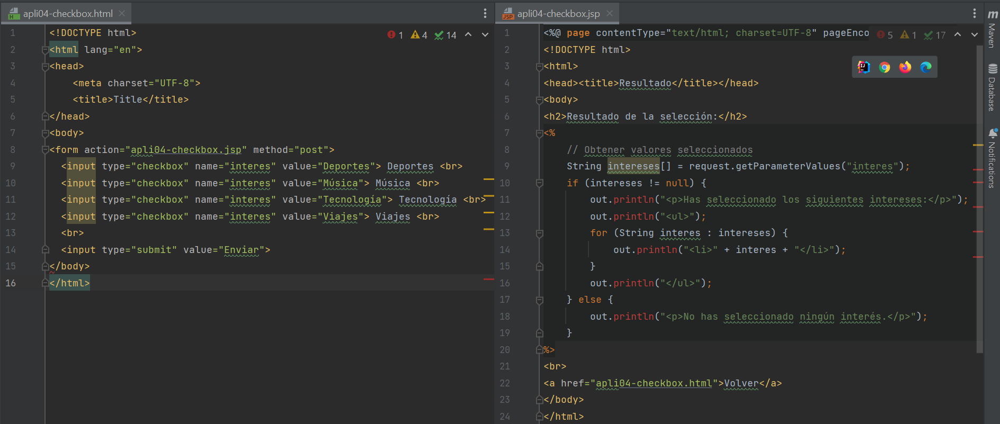 apli04-checkbox.html
1 <!DOCTYPE html>
2 <html lang="en">
3 <head>
4     <meta charset="UTF-8">
5     <title>Title</title>
6 </head>
7 <body>
8 <form action="apli04-checkbox.jsp" method="post">
9   <input type="checkbox" name="interes" value="Deportes"> Deportes <br>
10   <input type="checkbox" name="interes" value="Música"> Música <br>
11   <input type="checkbox" name="interes" value="Tecnología"> Tecnología <br>
12   <input type="checkbox" name="interes" value="Viajes"> Viajes <br>
13   <br>
14   <input type="submit" value="Enviar">
15 </body>
16 </html>
1 4 14
apli04-checkbox.jsp
1 <%@ page contentType="text/html; charset=UTF-8" pageEnco
2 <!DOCTYPE html>
3 <html>
4 <head><title>Resultado</title></head>
5 <body>
6 <h2>Resultado de la selección:</h2>
7 <%
8     // Obtener valores seleccionados
9     String intereses[] = request.getParameterValues("interes");
10     if (intereses != null) {
11         out.println("<p>Has seleccionado los siguientes intereses:</p>");
12         out.println("<ul>");
13         for (String interes : intereses) {
14             out.println("<li>" + interes + "</li>");
15         }
16         out.println("</ul>");
17     } else {
18         out.println("<p>No has seleccionado ningún interés.</p>");
19     }
20 %>
21 <br>
22 <a href="apli04-checkbox.html">Volver</a>
23 </body>
24 </html>
5 1 17
m
Maven
Database
Notifications
H
JSP
IJ